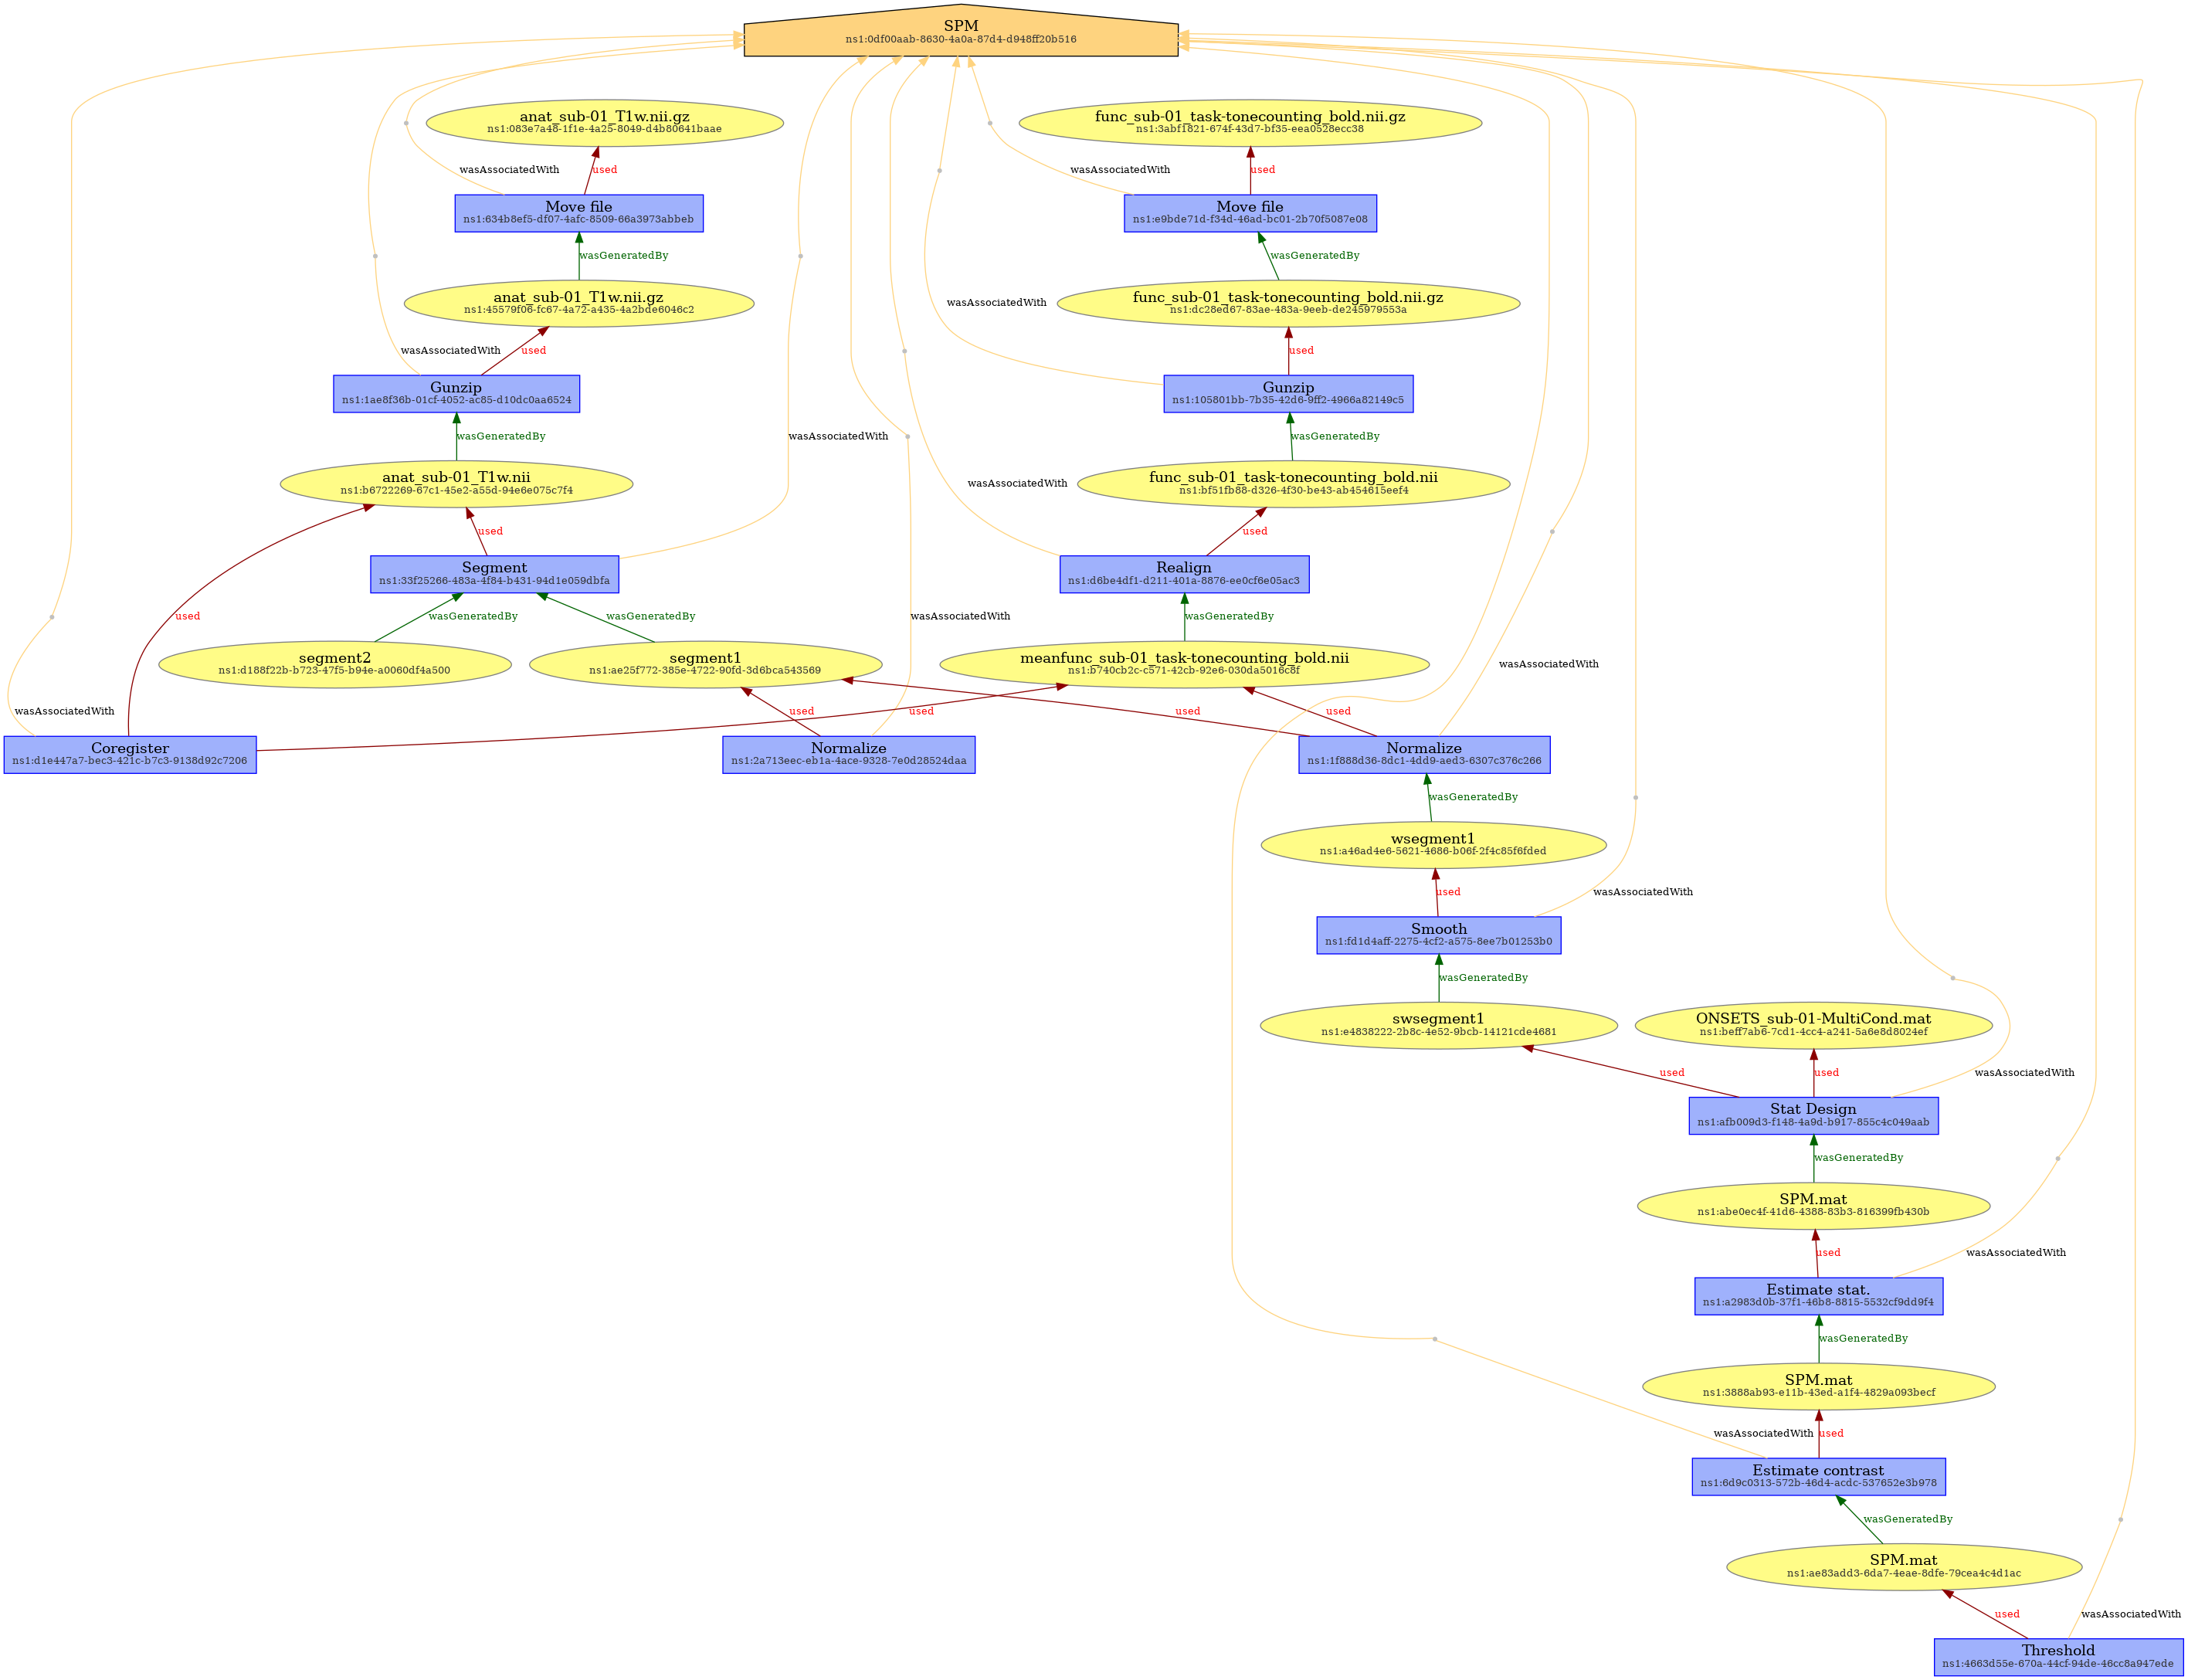 SPM
ns1:0df00aab-8630-4a0a-87d4-d948ff20b516
anat_sub-01_T1w.nii.gz
ns1:083e7a48-1f1e-4a25-8049-d4b80641baae
func_sub-01_task-tonecounting_bold.nii.gz
ns1:3abf1821-674f-43d7-bf35-eea0528ecc38
wasAssociatedWith
used
wasAssociatedWith
used
Move file
ns1:634b8ef5-df07-4afc-8509-66a3973abbeb
Move file
ns1:e9bde71d-f34d-46ad-bc01-2b70f5087e08
wasGeneratedBy
wasGeneratedBy
anat_sub-01_T1w.nii.gz
ns1:45579f06-fc67-4a72-a435-4a2bde6046c2
wasAssociatedWith
func_sub-01_task-tonecounting_bold.nii.gz
ns1:dc28ed67-83ae-483a-9eeb-de245979553a
wasAssociatedWith
used
used
Gunzip
ns1:1ae8f36b-01cf-4052-ac85-d10dc0aa6524
Gunzip
ns1:105801bb-7b35-42d6-9ff2-4966a82149c5
wasGeneratedBy
wasAssociatedWith
wasGeneratedBy
anat_sub-01_T1w.nii
ns1:b6722269-67c1-45e2-a55d-94e6e075c7f4
wasAssociatedWith
func_sub-01_task-tonecounting_bold.nii
ns1:bf51fb88-d326-4f30-be43-ab454615eef4
used
used
Segment
ns1:33f25266-483a-4f84-b431-94d1e059dbfa
Realign
ns1:d6be4df1-d211-401a-8876-ee0cf6e05ac3
used
wasGeneratedBy
wasGeneratedBy
wasAssociatedWith
wasGeneratedBy
segment2
ns1:d188f22b-b723-47f5-b94e-a0060df4a500
segment1
ns1:ae25f772-385e-4722-90fd-3d6bca543569
meanfunc_sub-01_task-tonecounting_bold.nii
ns1:b740cb2c-c571-42cb-92e6-030da5016c8f
wasAssociatedWith
wasAssociatedWith
used
used
used
used
Coregister
ns1:d1e447a7-bec3-421c-b7c3-9138d92c7206
Normalize
ns1:2a713eec-eb1a-4ace-9328-7e0d28524daa
Normalize
ns1:1f888d36-8dc1-4dd9-aed3-6307c376c266
wasGeneratedBy
wsegment1
ns1:a46ad4e6-5621-4686-b06f-2f4c85f6fded
used
wasAssociatedWith
Smooth
ns1:fd1d4aff-2275-4cf2-a575-8ee7b01253b0
wasGeneratedBy
swsegment1
ns1:e4838222-2b8c-4e52-9bcb-14121cde4681
ONSETS_sub-01-MultiCond.mat
ns1:beff7ab6-7cd1-4cc4-a241-5a6e8d8024ef
used
used
wasAssociatedWith
Stat Design
ns1:afb009d3-f148-4a9d-b917-855c4c049aab
wasGeneratedBy
SPM.mat
ns1:abe0ec4f-41d6-4388-83b3-816399fb430b
used
wasAssociatedWith
Estimate stat.
ns1:a2983d0b-37f1-46b8-8815-5532cf9dd9f4
wasGeneratedBy
SPM.mat
ns1:3888ab93-e11b-43ed-a1f4-4829a093becf
wasAssociatedWith
used
Estimate contrast
ns1:6d9c0313-572b-46d4-acdc-537652e3b978
wasGeneratedBy
SPM.mat
ns1:ae83add3-6da7-4eae-8dfe-79cea4c4d1ac
used
wasAssociatedWith
Threshold
ns1:4663d55e-670a-44cf-94de-46cc8a947ede